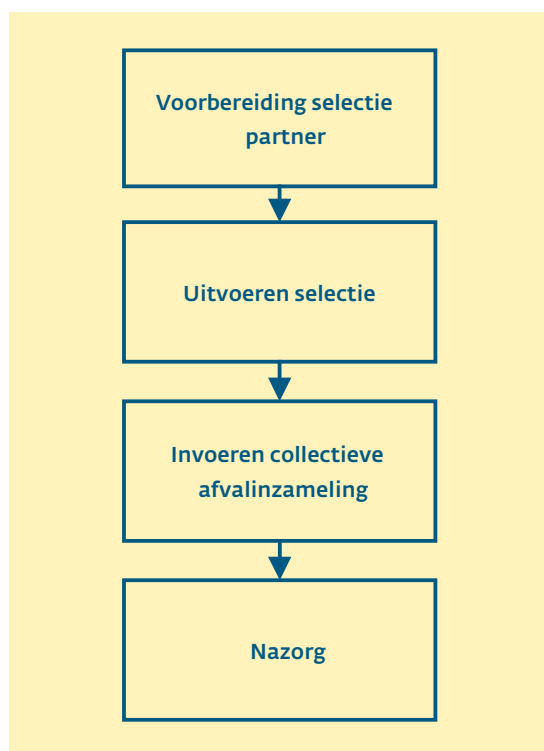 Voorbereiding selectie
partner
Uitvoeren selectie
Invoeren collectieve
afvalinzameling
Nazorg